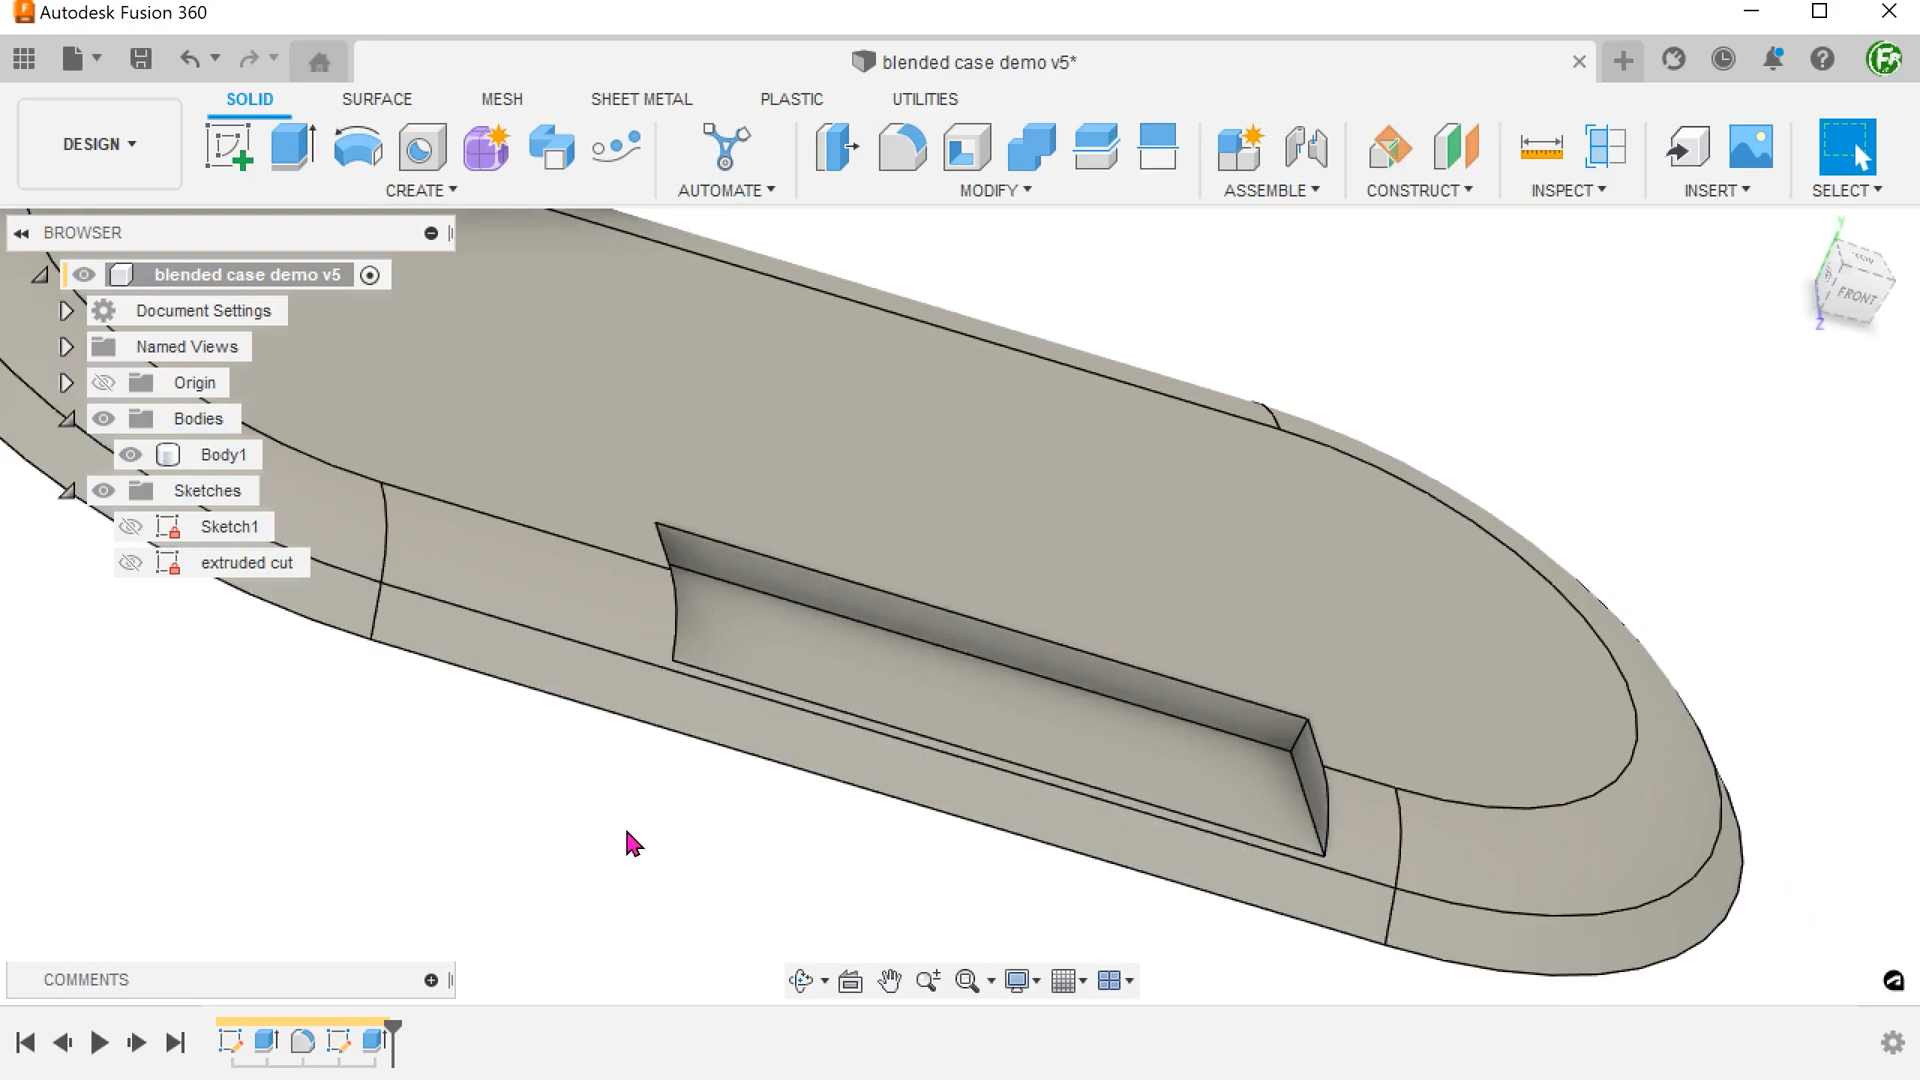 Autodesk Fusion 360
blended case demo v5*
SOLID SURFACE MESH SHEET METAL PLASTIC UTILITIES
DESIGN
CREATE AUTOMATE MODIFY ASSEMBLE CONSTRUCT INSPECT INSERT SELECT
BROWSER
blended case demo v5
Document Settings
Named Views
Origin
Bodies
Body1
Sketches
Sketch1
extruded cut
Y
FRONT
Z
COMMENTS